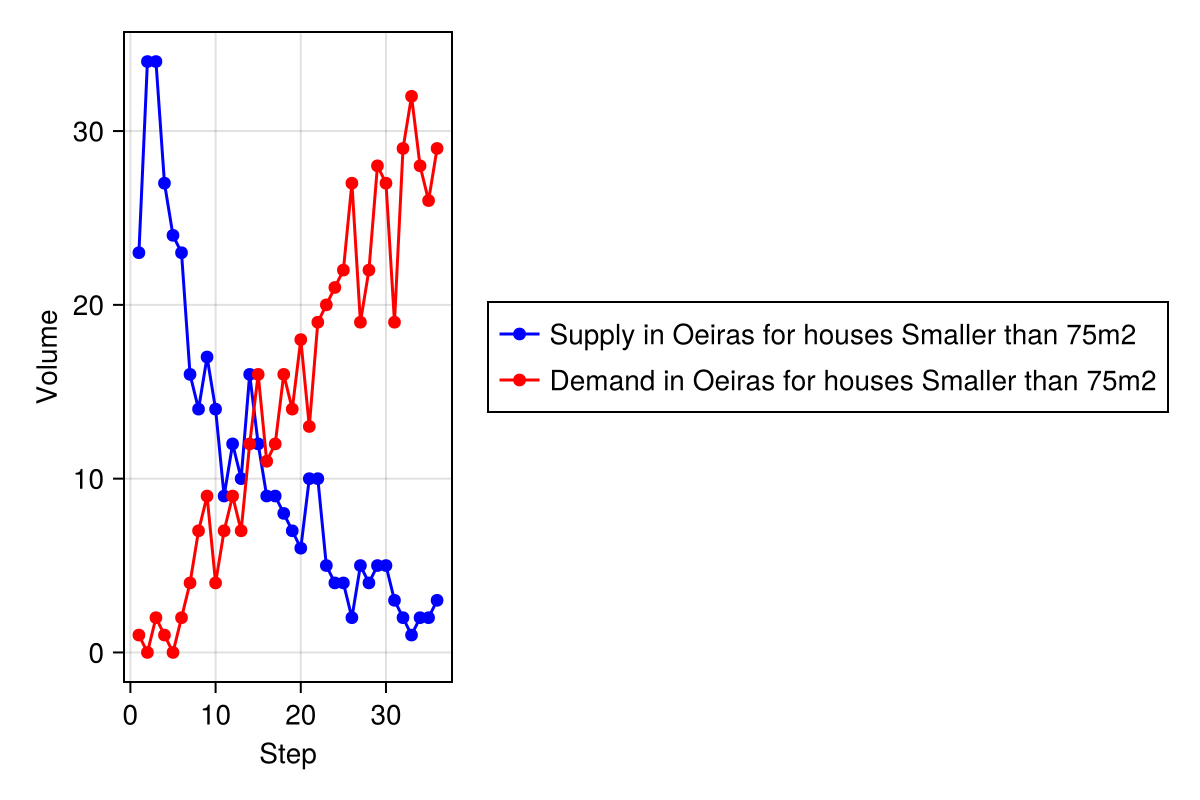 30
20
10
0
Volume
0 10 20 30
Step
Supply in Oeiras for houses Smaller than 75m2
Demand in Oeiras for houses Smaller than 75m2